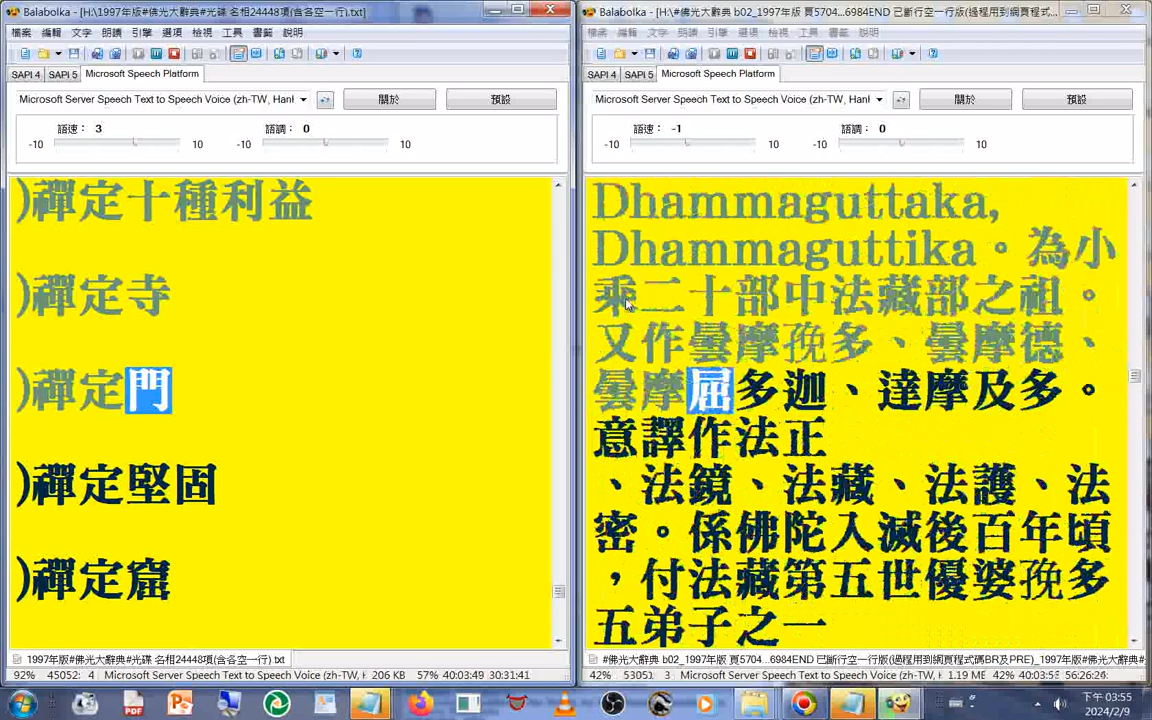 Balabolka - [H:\1997年版#佛光大辭典#光碟 名相24448項(含各空一行).txt]
檔案 編輯 文字 朗讀 引擎 選項 檢視 工具 書籤 說明
SAPI 4 SAPI 5 Microsoft Speech Platform
Microsoft Server Speech Text to Speech Voice (zh-TW, Hanl
關於 預設
語速： 3 語調： 0
-10 10 -10 10
)禪定十種利益
)禪定寺
)禪定門
)禪定堅固
)禪定窟
1997年版#佛光大辭典#光碟 名相24448項(含各空一行).txt
92% 45052: 4 Microsoft Server Speech Text to Speech Voice (zh-TW, H 206 KB 57% 40:03:49 30:31:41
Balabolka - [H:\#佛光大辭典 b02_1997年版 頁5704...6984END 已斷行空一行版(過程用到網頁程式...
檔案 編輯 文字 朗讀 引擎 選項 檢視 工具 書籤 說明
SAPI 4 SAPI 5 Microsoft Speech Platform
Microsoft Server Speech Text to Speech Voice (zh-TW, Hanl
關於 預設
語速： -1 語調： 0
-10 10 -10 10
Dhammaguttaka,
Dhammaguttika。為小
乘二十部中法藏部之祖。
又作曇摩毱多、曇摩德、
曇摩屈多迦、達摩及多。
意譯作法正
、法鏡、法藏、法護、法
密。係佛陀入滅後百年頃
，付法藏第五世優婆毱多
五弟子之一
#佛光大辭典 b02_1997年版 頁5704...6984END 已斷行空一行版(過程用到網頁程式碼BR及PRE)_1997年版#
42% 53051: 3 Microsoft Server Speech Text to Speech Voice (zh-TW, 1.19 ME 42% 40:03:53 56:26:24
下午 03:55
2024/2/9